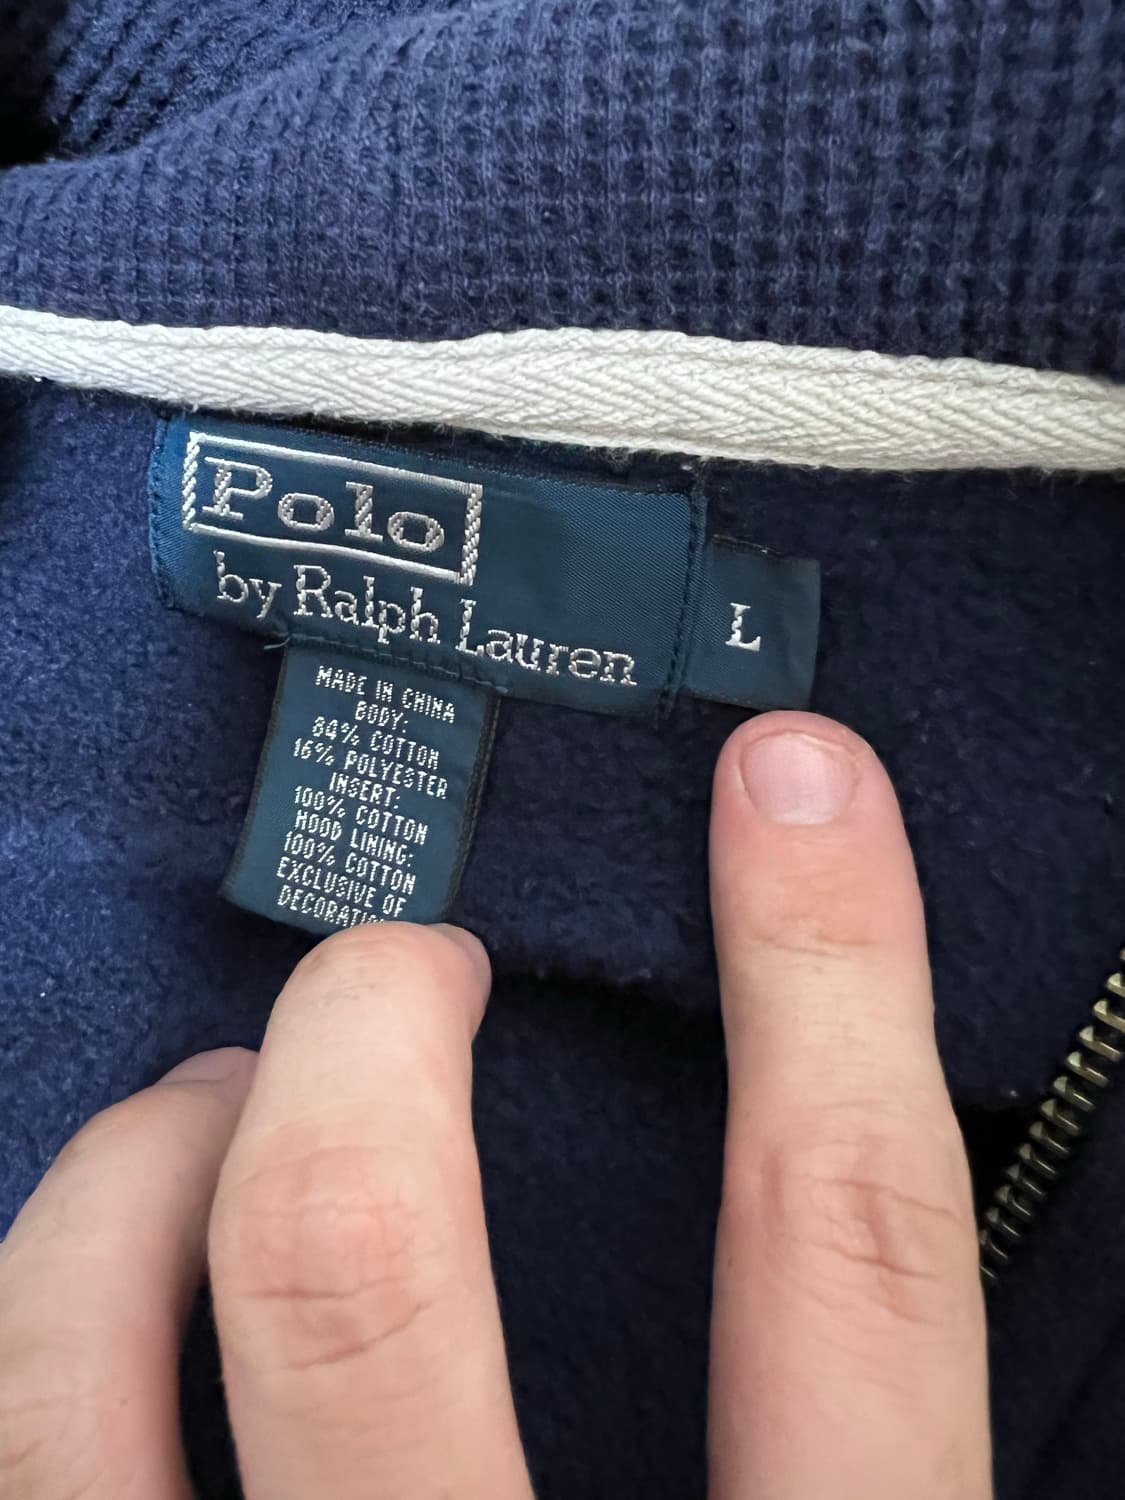 Polo
by Ralph Lauren
L
MADE IN CHINA
BODY:
84% COTTON
16% POLYESTER
INSERT:
100% COTTON
HOOD LINING:
100% COTTON
EXCLUSIVE OF